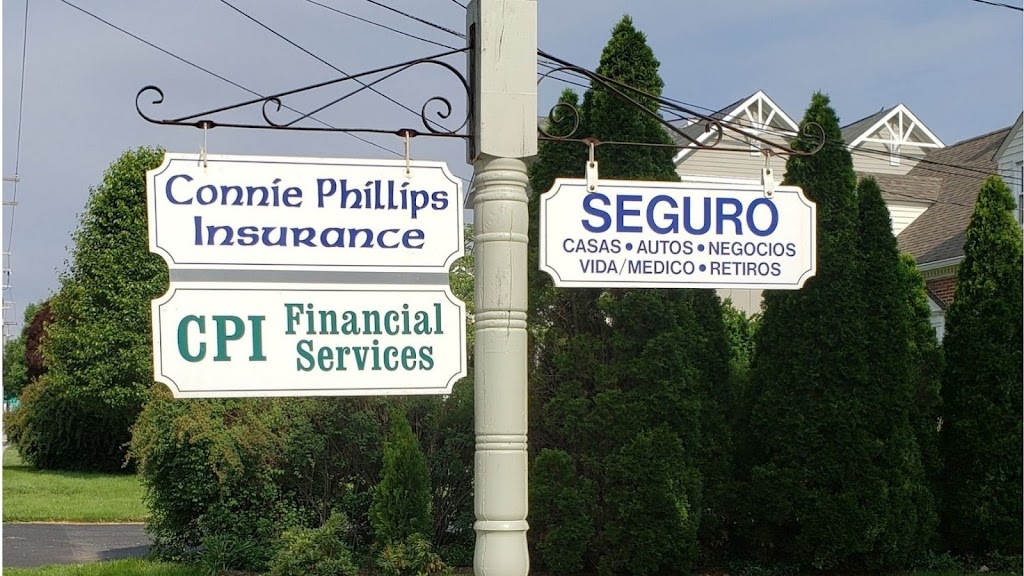 Connie Phillips
Insurance
CPI Financial
Services
SEGURO
CASAS • AUTOS • NEGOCIOS
VIDA/MEDICO • RETIROS